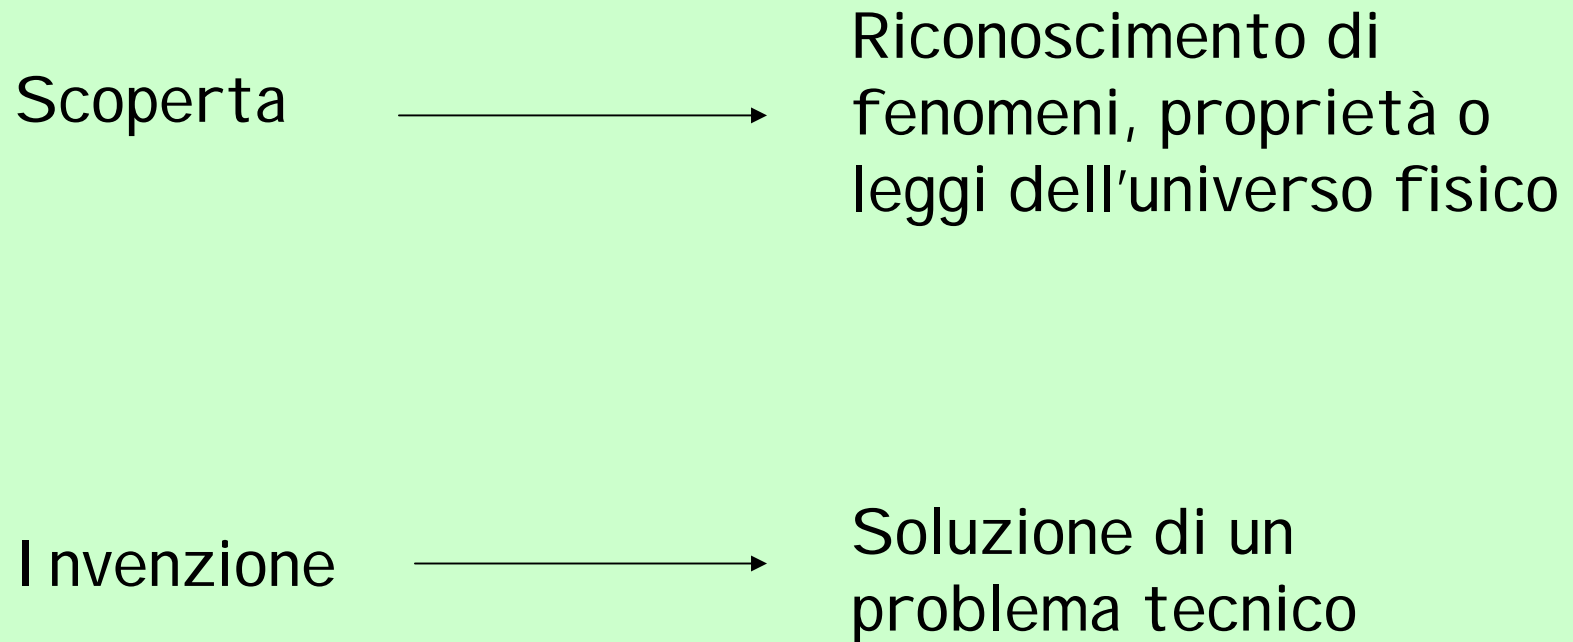 Scoperta
Riconoscimento di
fenomeni, proprietà o
leggi dell'universo fisico
Invenzione
Soluzione di un
problema tecnico